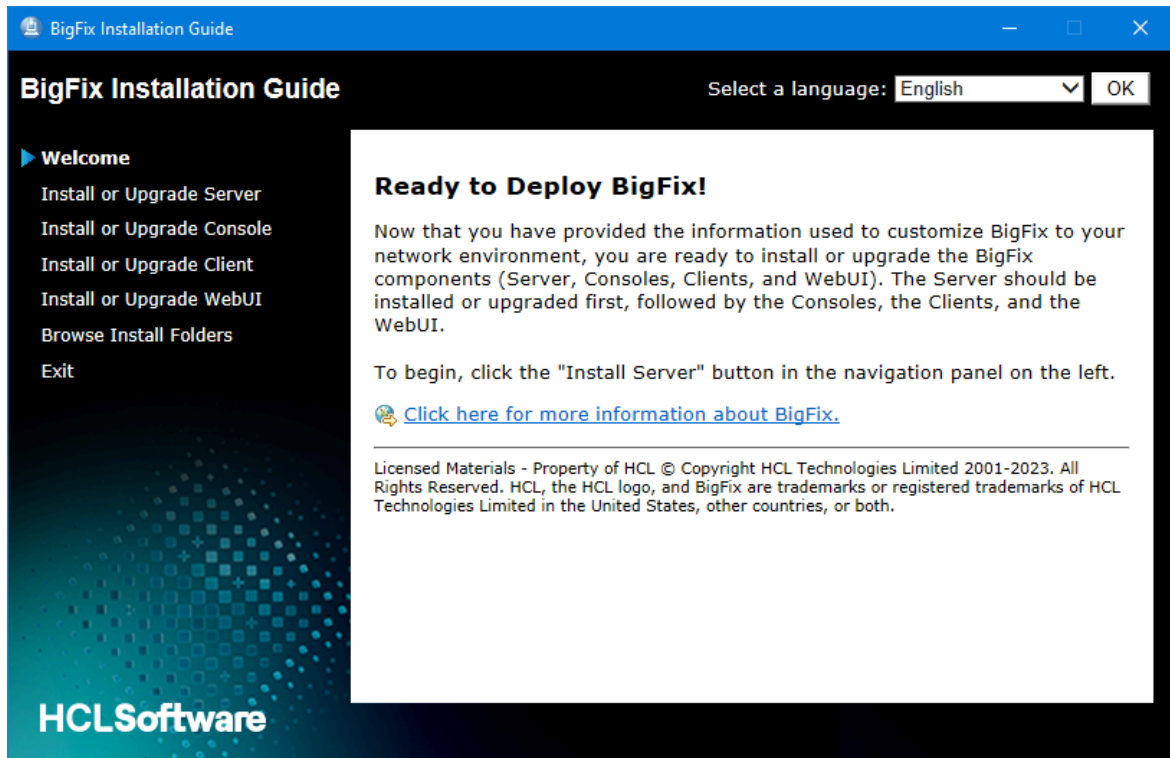 BigFix Installation Guide
BigFix Installation Guide
Select a language: English OK
Welcome
Install or Upgrade Server
Install or Upgrade Console
Install or Upgrade Client
Install or Upgrade WebUI
Browse Install Folders
Exit
Ready to Deploy BigFix!
Now that you have provided the information used to customize BigFix to your
network environment, you are ready to install or upgrade the BigFix
components (Server, Consoles, Clients, and WebUI). The Server should be
installed or upgraded first, followed by the Consoles, the Clients, and the
WebUI.
To begin, click the "Install Server" button in the navigation panel on the left.
Click here for more information about BigFix.
Licensed Materials - Property of HCL © Copyright HCL Technologies Limited 2001-2023. All
Rights Reserved. HCL, the HCL logo, and BigFix are trademarks or registered trademarks of HCL
Technologies Limited in the United States, other countries, or both.
HCLSoftware